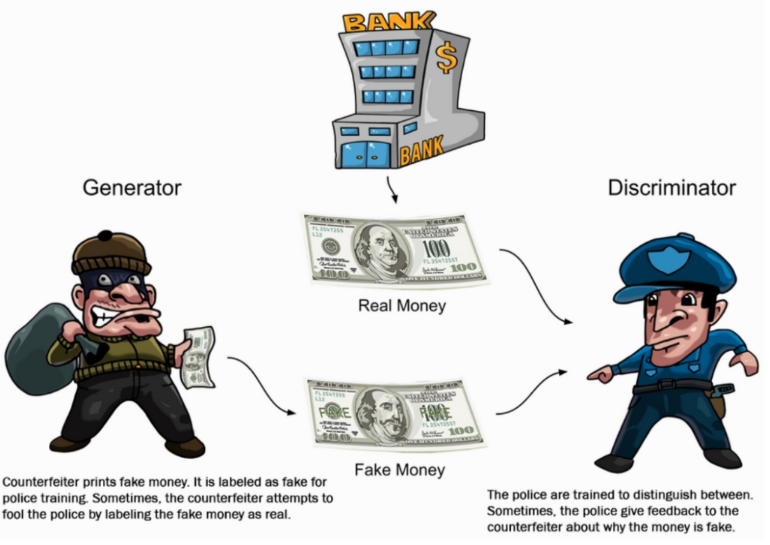 BANK
$
BANK
Generator
Discriminator
100
100
Real Money
FAKE
FAKE
100
Fake Money
Counterfeiter prints fake money. It is labeled as fake for
police training. Sometimes, the counterfeiter attempts to
fool the police by labeling the fake money as real.
The police are trained to distinguish between.
Sometimes, the police give feedback to the
counterfeiter about why the money is fake.